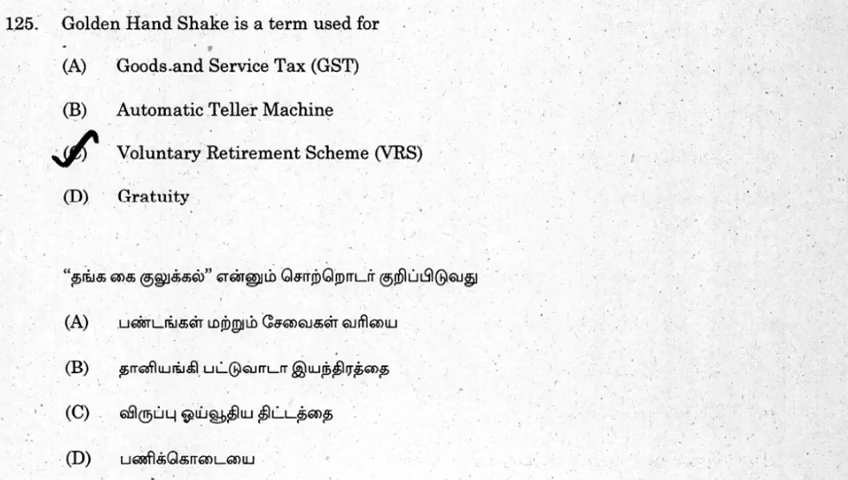 125. Golden Hand Shake is a term used for
(A) Goods and Service Tax (GST)
(B) Automatic Teller Machine
(C) Voluntary Retirement Scheme (VRS)
(D) Gratuity
“தங்க கை குலுக்கல்” என்னும் சொற்றொடர் குறிப்பிடுவது
(A) பண்டங்கள் மற்றும் சேவைகள் வரியை
(B) தானியங்கி பட்டுவாடா இயந்திரத்தை
(C) விருப்பு ஓய்வூதிய திட்டத்தை
(D) பணிக்கொடையை